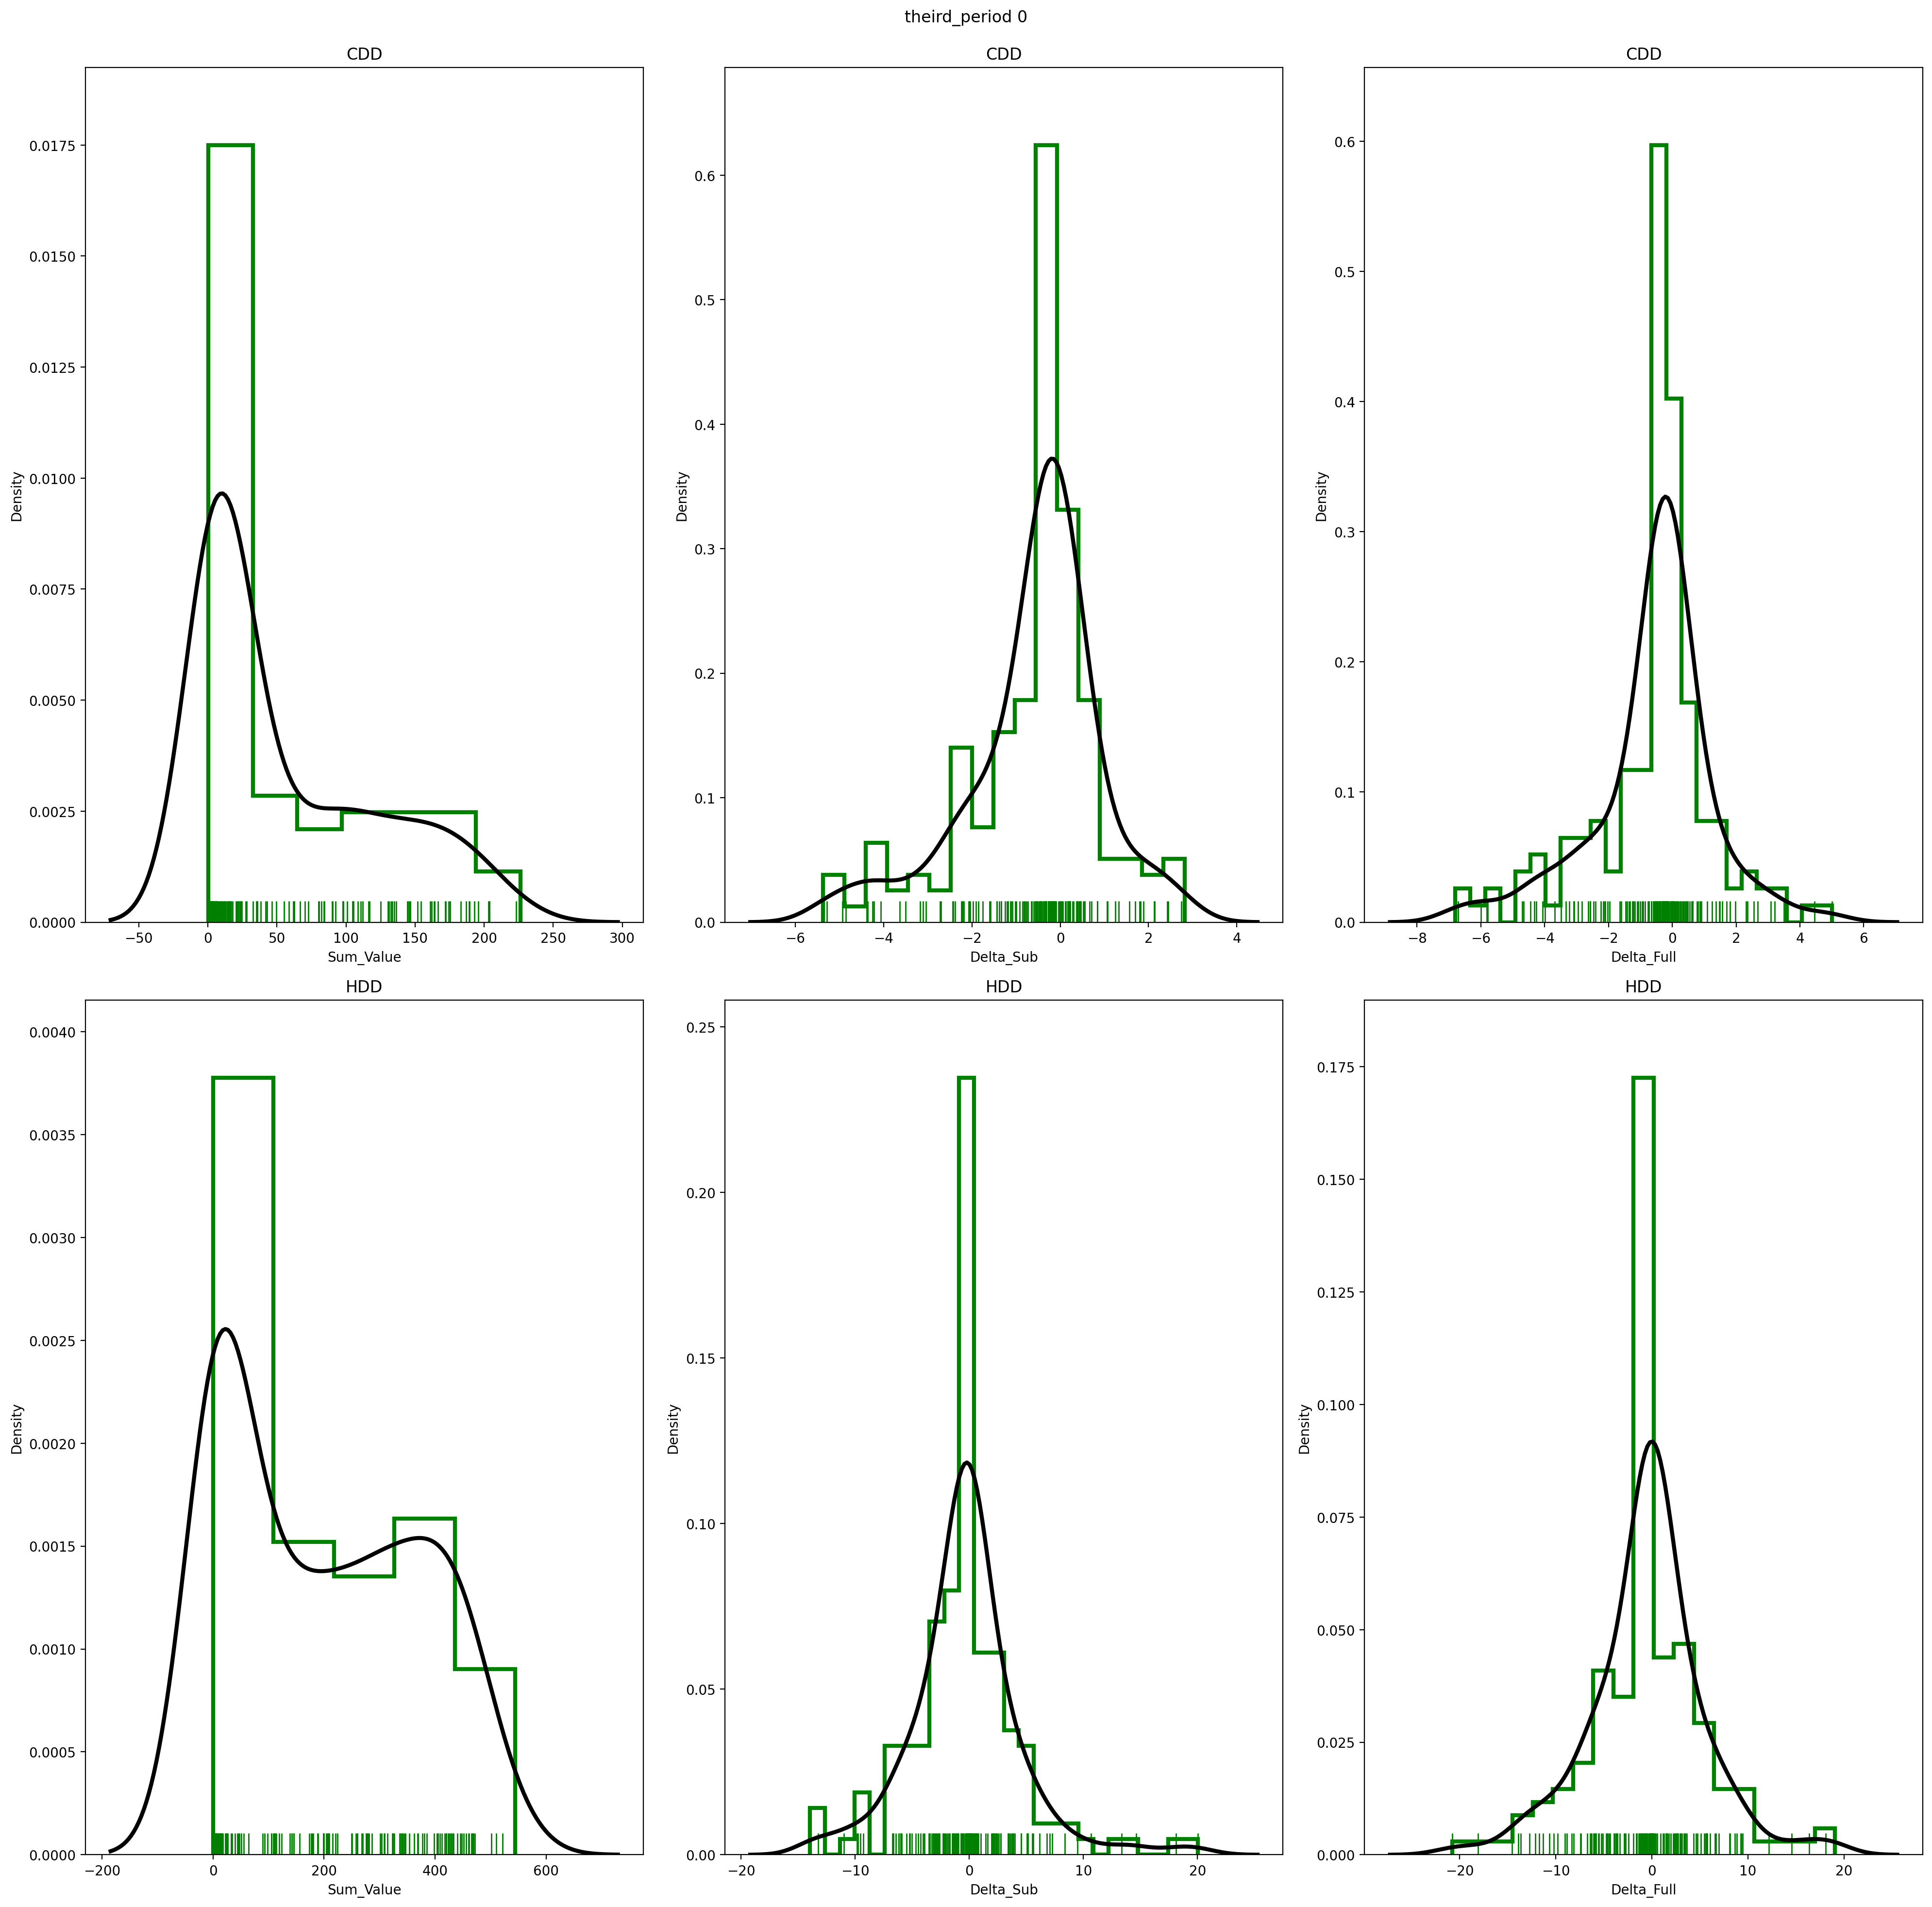 theird_period 0
CDD
CDD
CDD
0.0175
0.0150
0.0125
0.0100
0.0075
0.0050
0.0025
0.0000
Density
−50 0 50 100 150 200 250 300
Sum_Value
0.6
0.5
0.4
0.3
0.2
0.1
0.0
Density
−6 −4 −2 0 2 4
Delta_Sub
0.6
0.5
0.4
0.3
0.2
0.1
0.0
Density
−8 −6 −4 −2 0 2 4 6
Delta_Full
HDD
HDD
HDD
0.0040
0.0035
0.0030
0.0025
0.0020
0.0015
0.0010
0.0005
0.0000
Density
−200 0 200 400 600
Sum_Value
0.25
0.20
0.15
0.10
0.05
0.00
Density
−20 −10 0 10 20
Delta_Sub
0.175
0.150
0.125
0.100
0.075
0.050
0.025
0.000
Density
−20 −10 0 10 20
Delta_Full